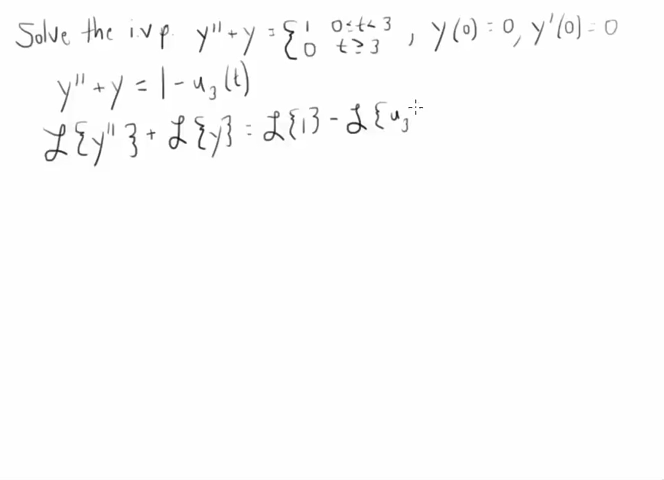 Solve the i.v.p. y'' + y = { 1 0≤t<3 , y(0) = 0, y'(0) = 0
0 t≥3
y'' + y = 1 - u₃(t)
ℒ{y''} + ℒ{y} = ℒ{1} - ℒ{u₃